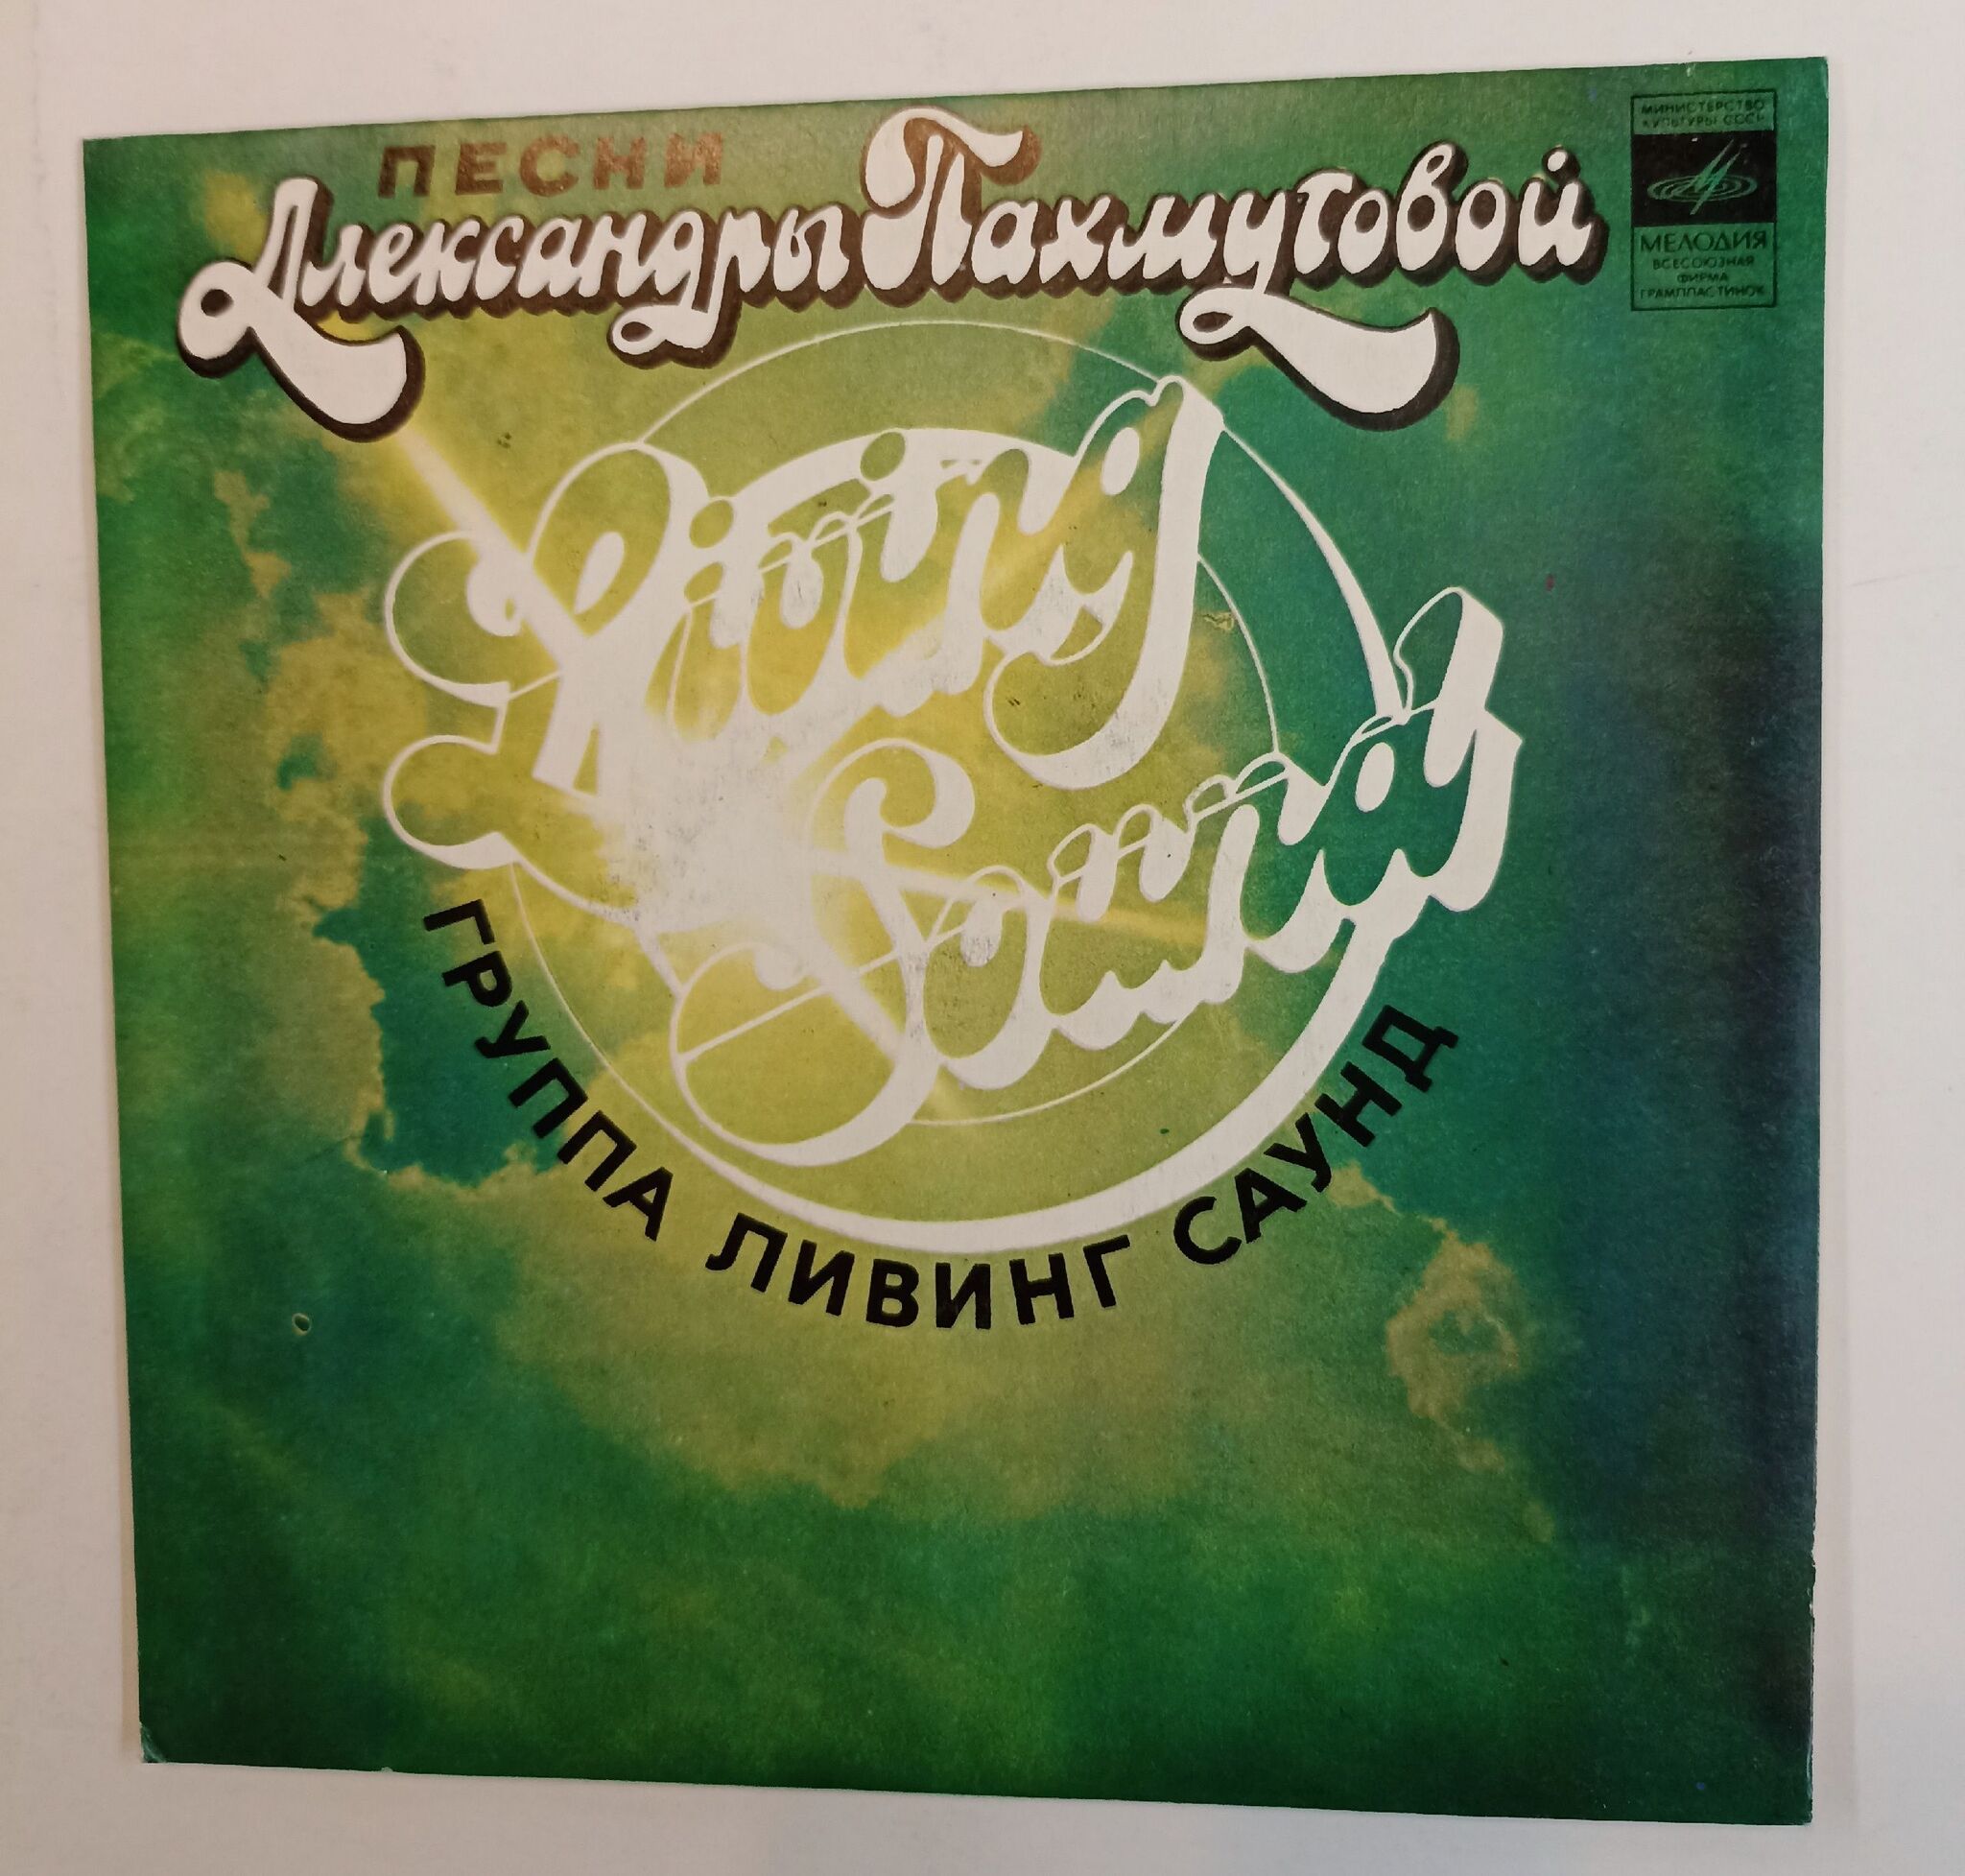 ПЕСНИ
Александры Пахмутовой
МИНИСТЕРСТВО
КУЛЬТУРЫ СССР
МЕЛОДИЯ
ВСЕСОЮЗНАЯ
ФИРМА
ГРАМПЛАСТИНОК
Living
Sound
ГРУППА ЛИВИНГ САУНД